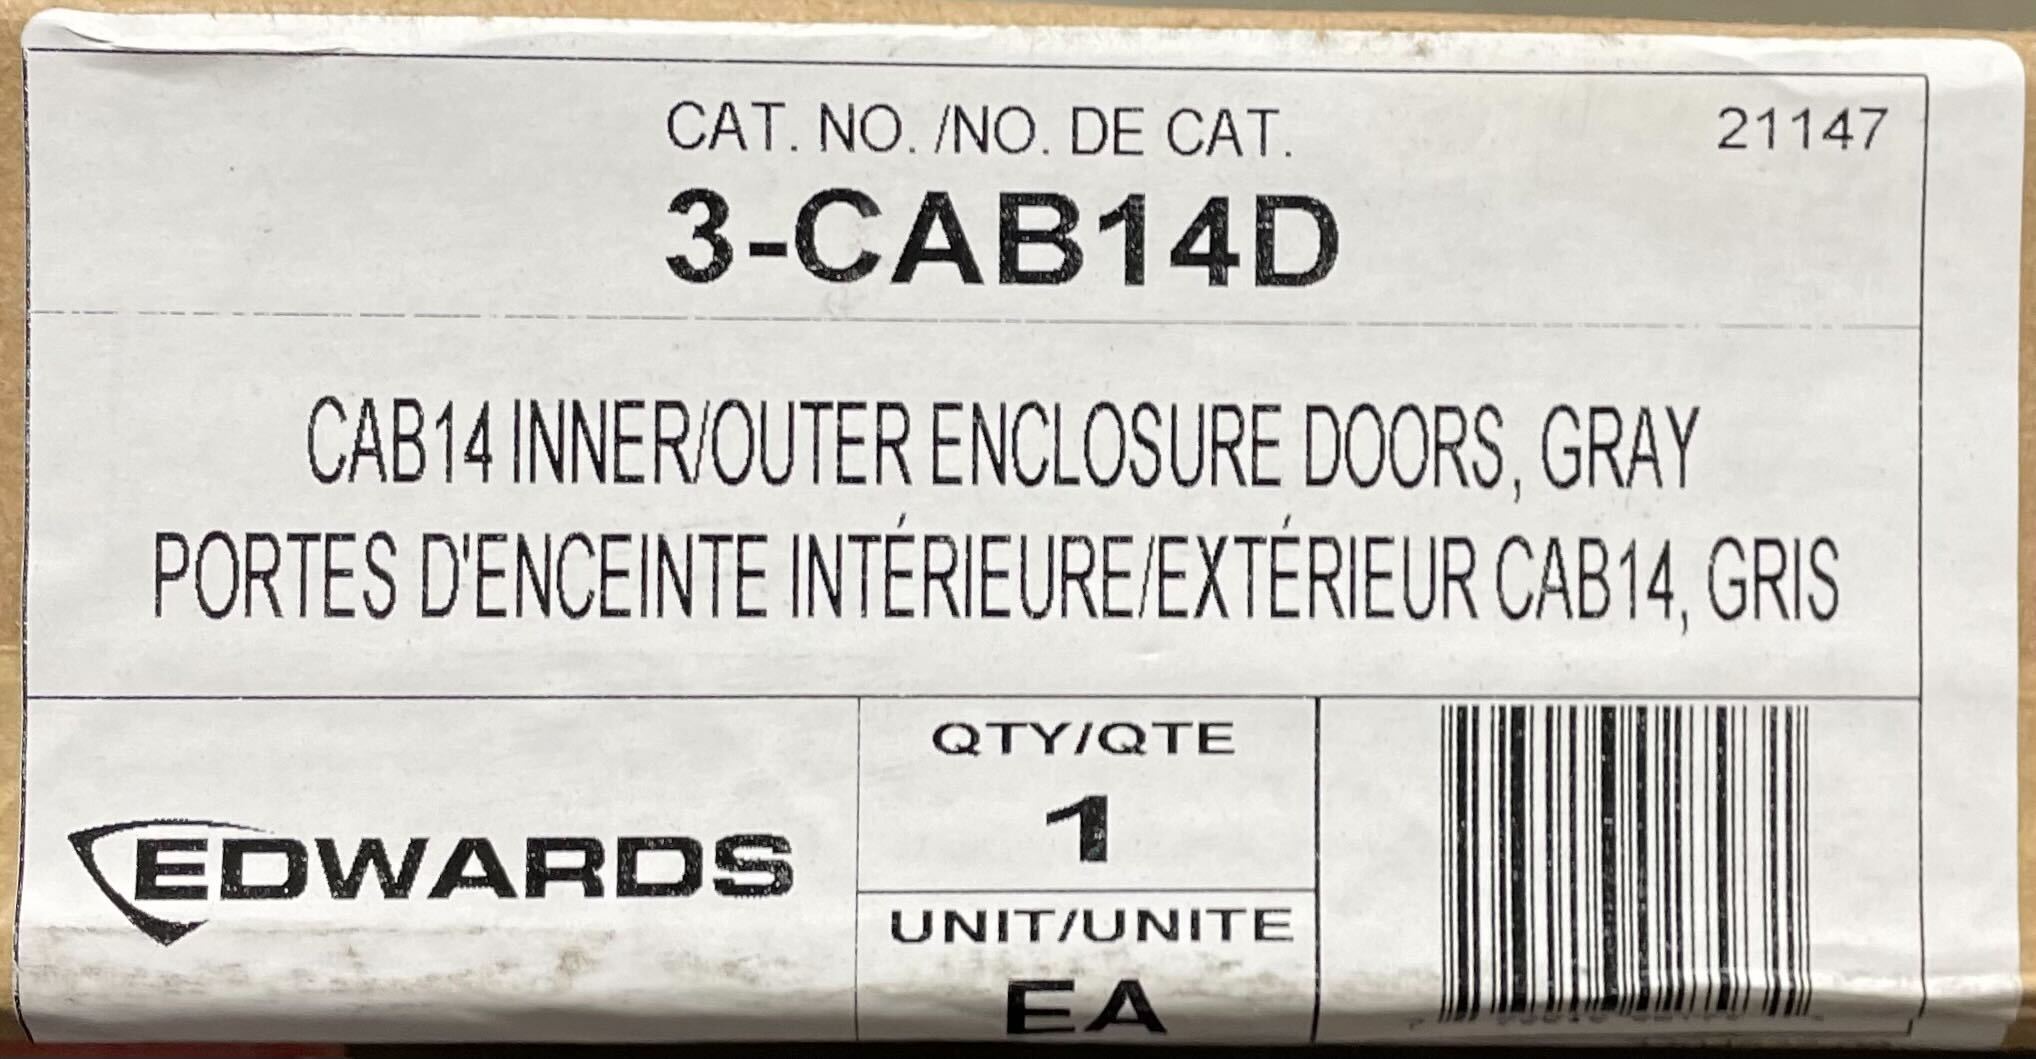 CAT. NO. /NO. DE CAT.
21147
3-CAB14D
CAB14 INNER/OUTER ENCLOSURE DOORS, GRAY
PORTES D'ENCEINTE INTÉRIEURE/EXTÉRIEUR CAB14, GRIS
EDWARDS
QTY/QTE
1
UNIT/UNITE
EA